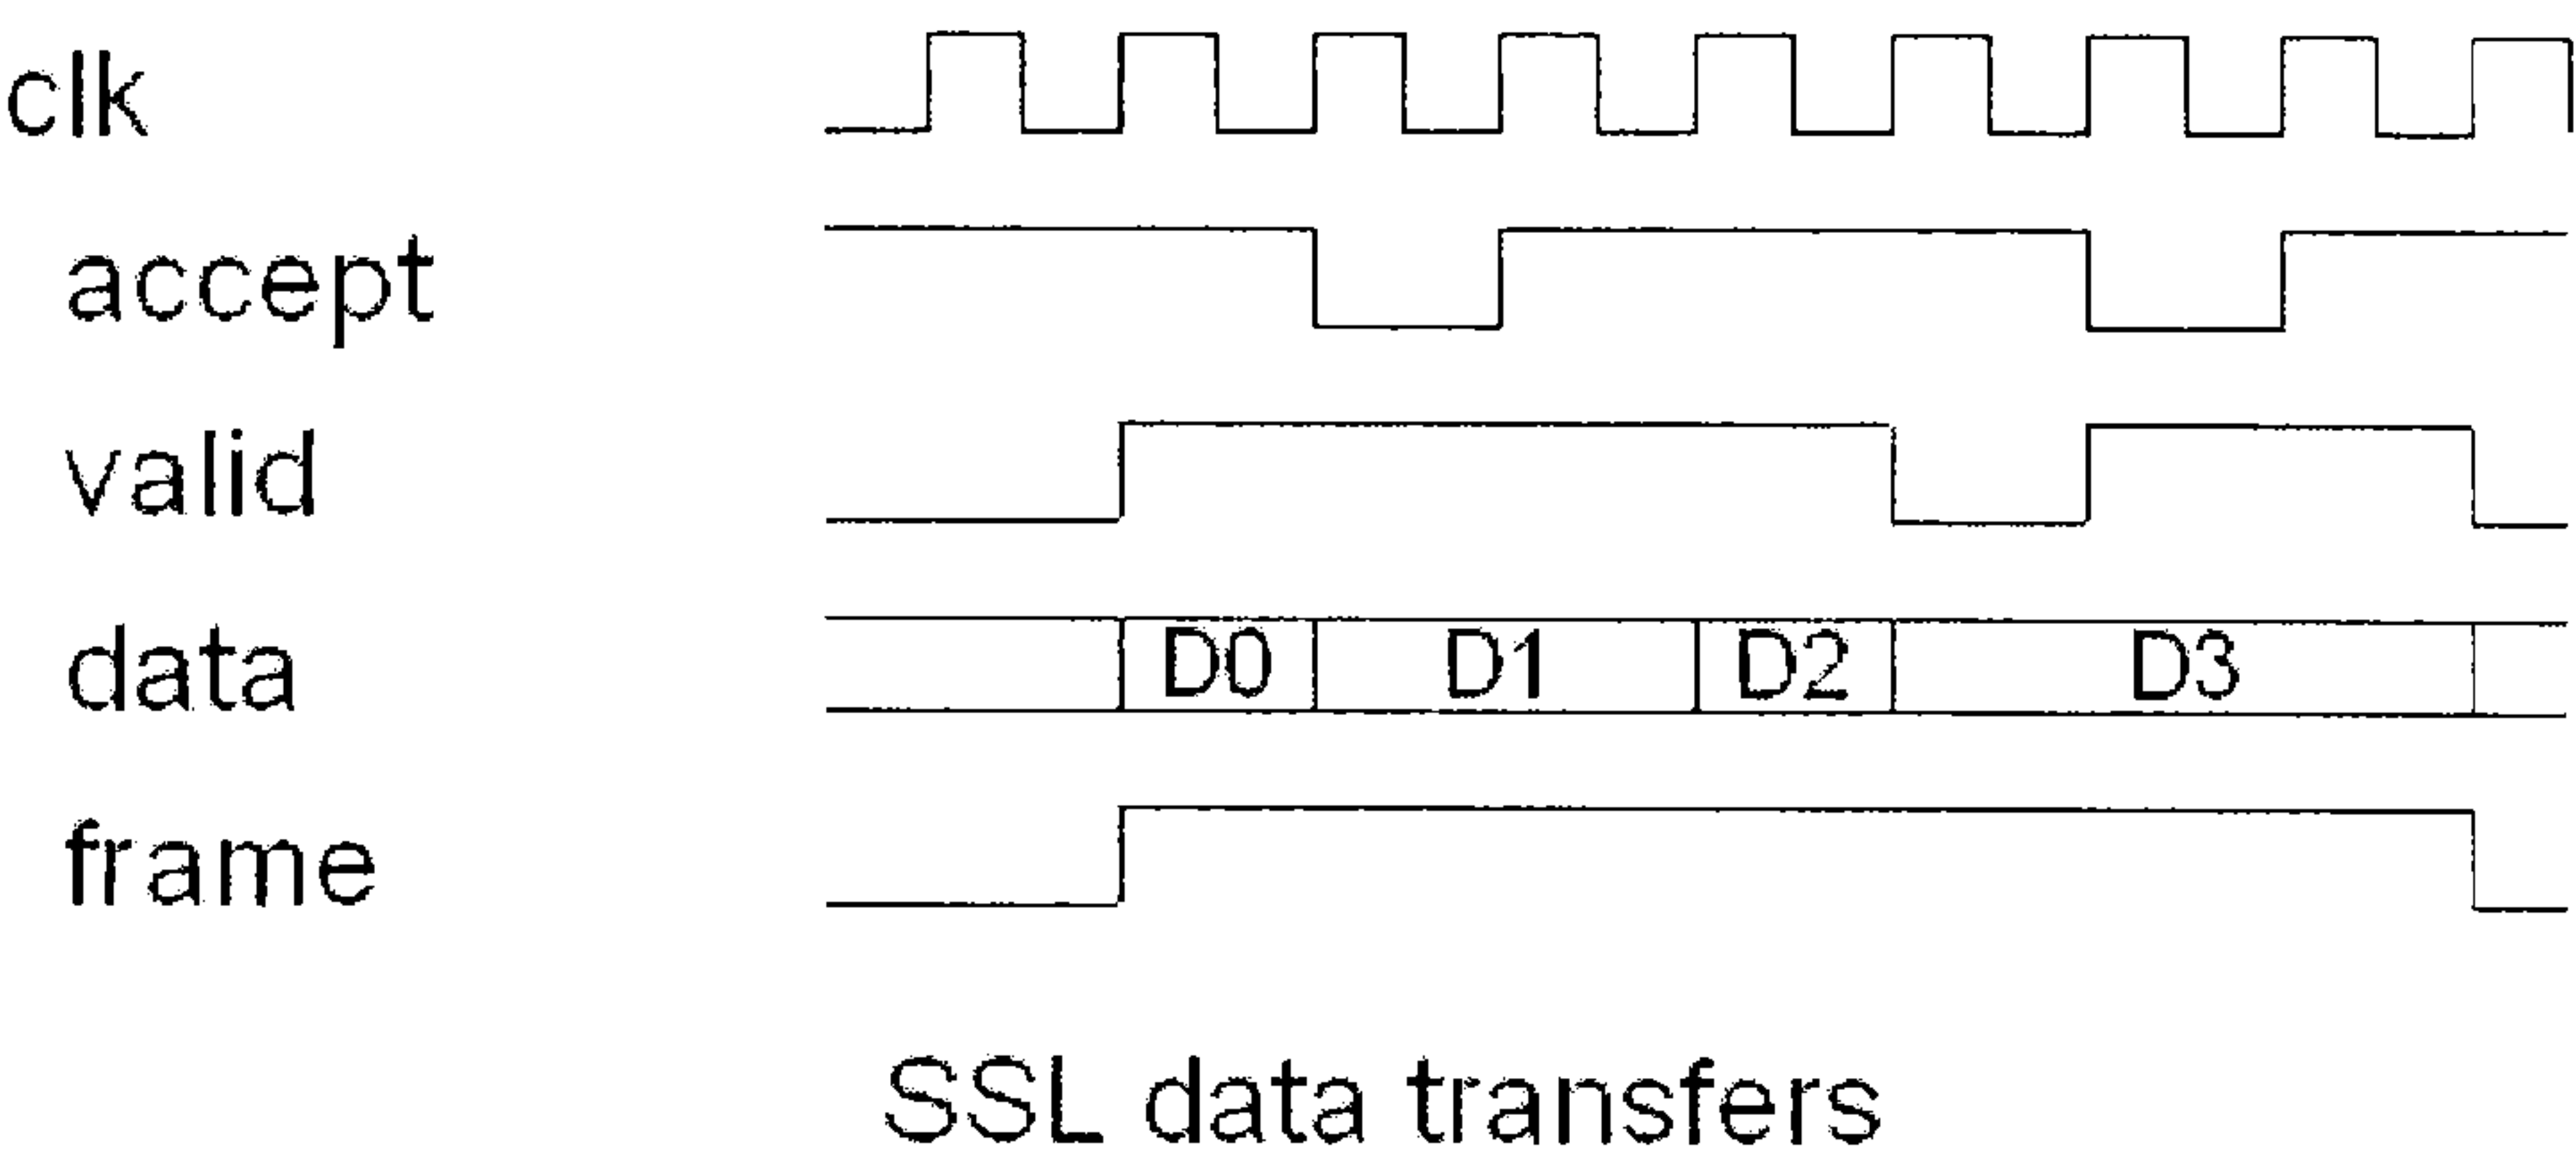 clk
accept
valid
data D0 D1 D2 D3
frame
SSL data transfers